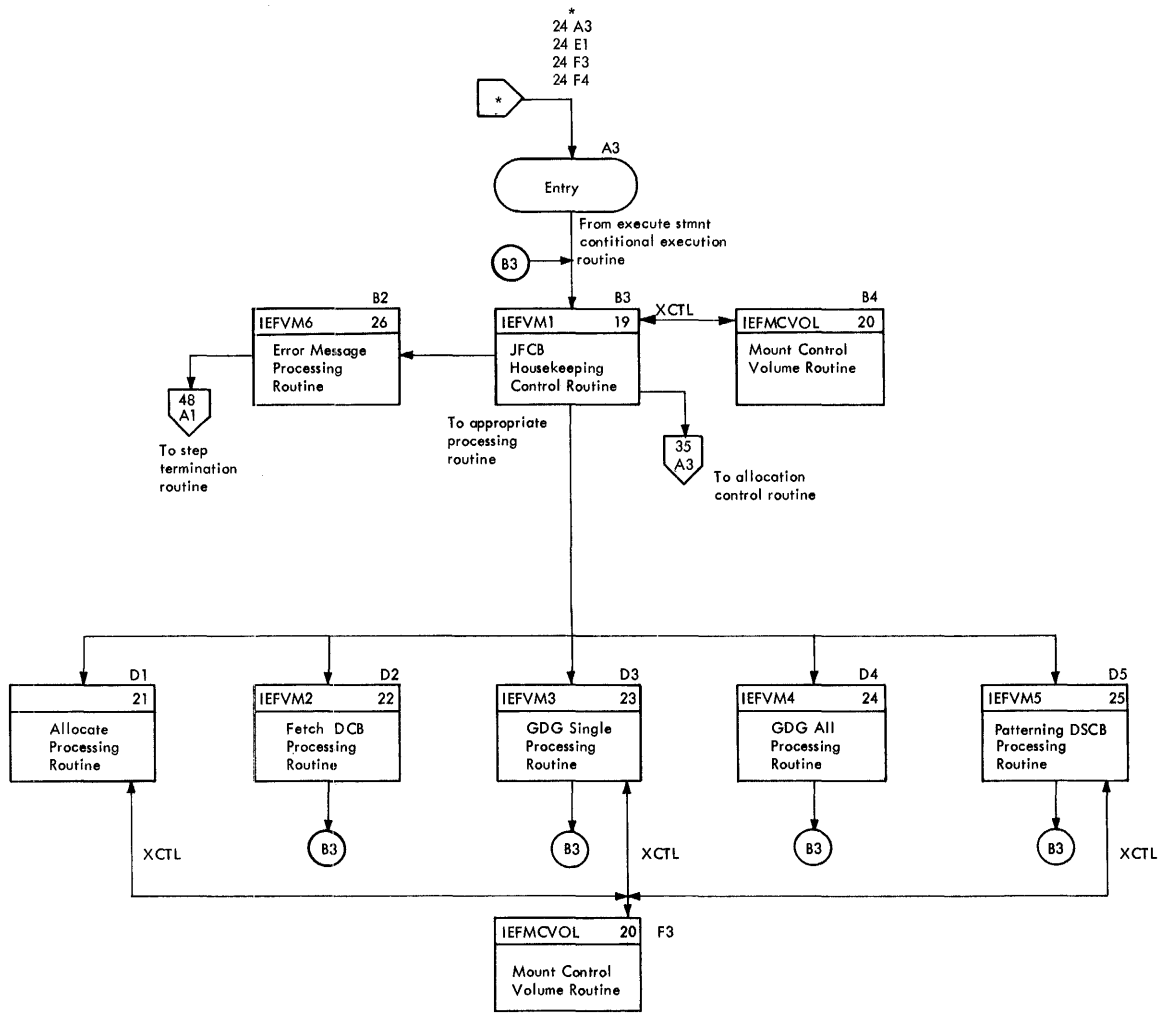 *
24 A3
24 E1
24 F3
24 F4
*
A3
Entry
From execute stmnt
contitional execution
routine
B3
B2
IEFVM6 26
Error Message
Processing
Routine
B3
IEFVM1 19
JFCB
Housekeeping
Control Routine
XCTL
B4
IEFMCVOL 20
Mount Control
Volume Routine
48
A1
To step
termination
routine
To appropriate
processing
routine
35
A3
To allocation
control routine
D1
21
Allocate
Processing
Routine
D2
IEFVM2 22
Fetch DCB
Processing
Routine
D3
IEFVM3 23
GDG Single
Processing
Routine
D4
IEFVM4 24
GDG All
Processing
Routine
D5
IEFVM5 25
Patterning DSCB
Processing
Routine
XCTL
B3
B3
XCTL
B3
B3
XCTL
IEFMCVOL 20
F3
Mount Control
Volume Routine